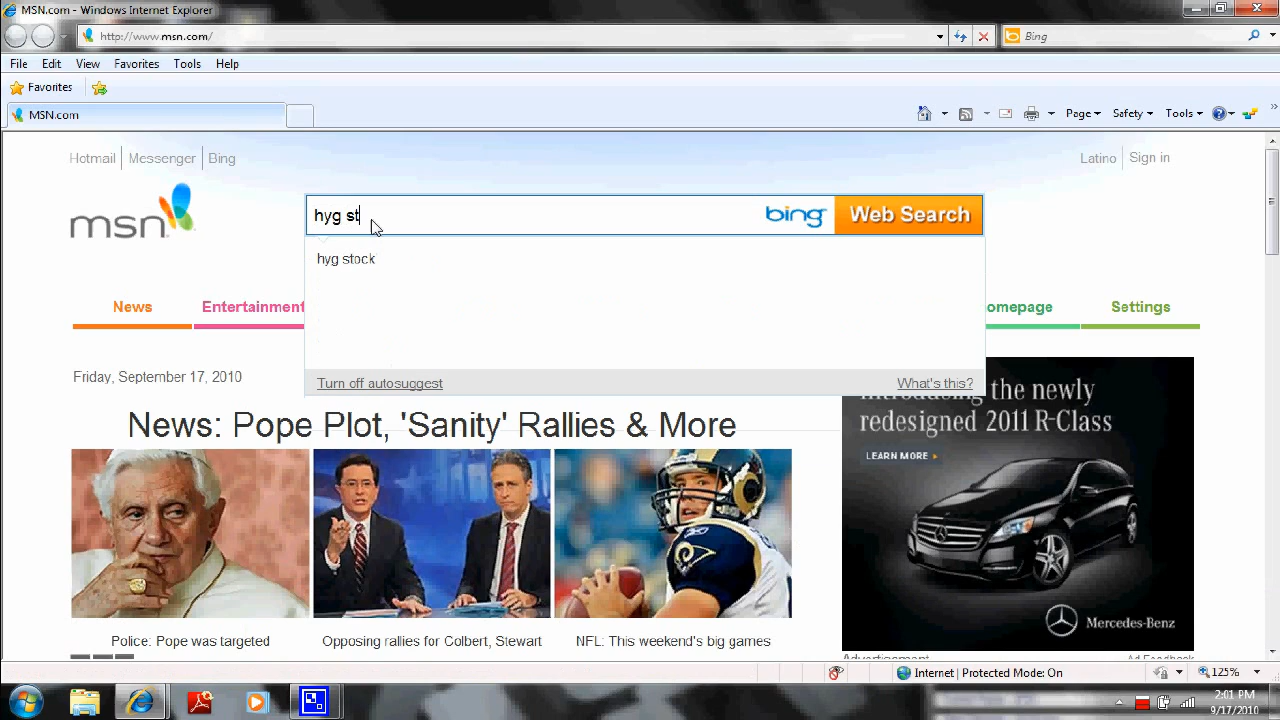 MSN.com - Windows Internet Explorer
http://www.msn.com/
Bing
File Edit View Favorites Tools Help
Favorites
MSN.com
Page Safety Tools
Hotmail Messenger Bing
Latino Sign in
msn
hyg st
bing Web Search
hyg stock
News Entertainment omepage Settings
Turn off autosuggest What's this?
Friday, September 17, 2010
News: Pope Plot, 'Sanity' Rallies & More
Introducing the newly
redesigned 2011 R-Class
LEARN MORE
Mercedes-Benz
Police: Pope was targeted
Opposing rallies for Colbert, Stewart
NFL: This weekend's big games
Advertisement Ad Feedback
Internet | Protected Mode: On
125%
2:01 PM
9/17/2010